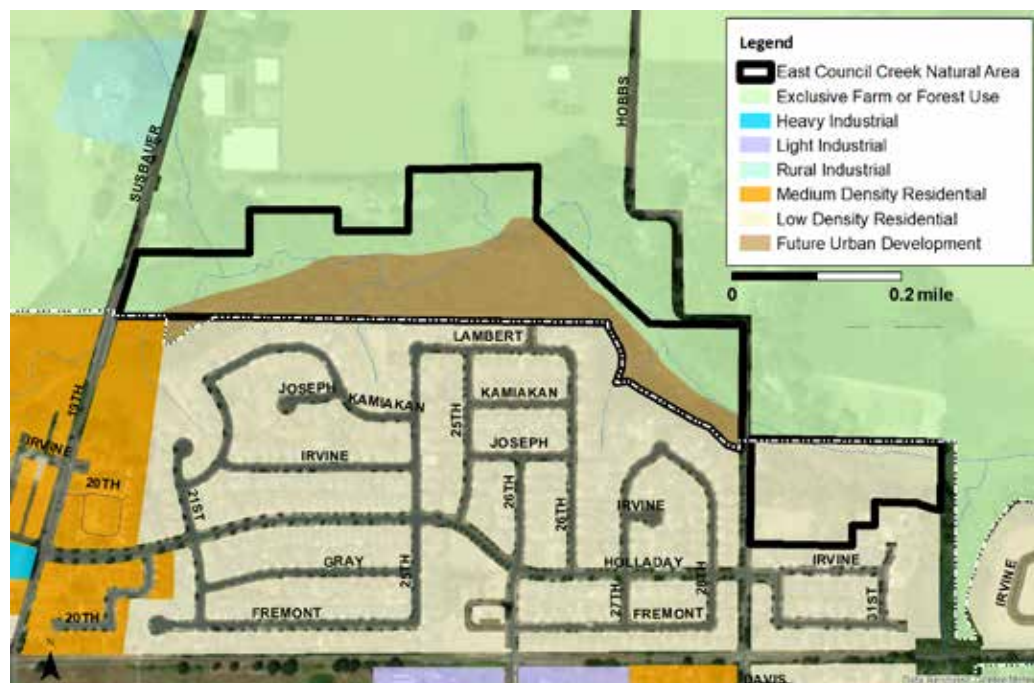 Legend
East Council Creek Natural Area
Exclusive Farm or Forest Use
Heavy Industrial
Light Industrial
Rural Industrial
Medium Density Residential
Low Density Residential
Future Urban Development
0
0.2 mile
HOBBS
SUSBAUER
LAMBERT
JOSEPH
KAMIAKAN
KAMIAKAN
25TH
19TH
JOSEPH
IRVINE
IRVINE
20TH
21ST
26TH
26TH
IRVINE
GRAY
25TH
HOLLADAY
IRVINE
FREMONT
27TH
FREMONT
31ST
IRVINE
20TH
DAVIS